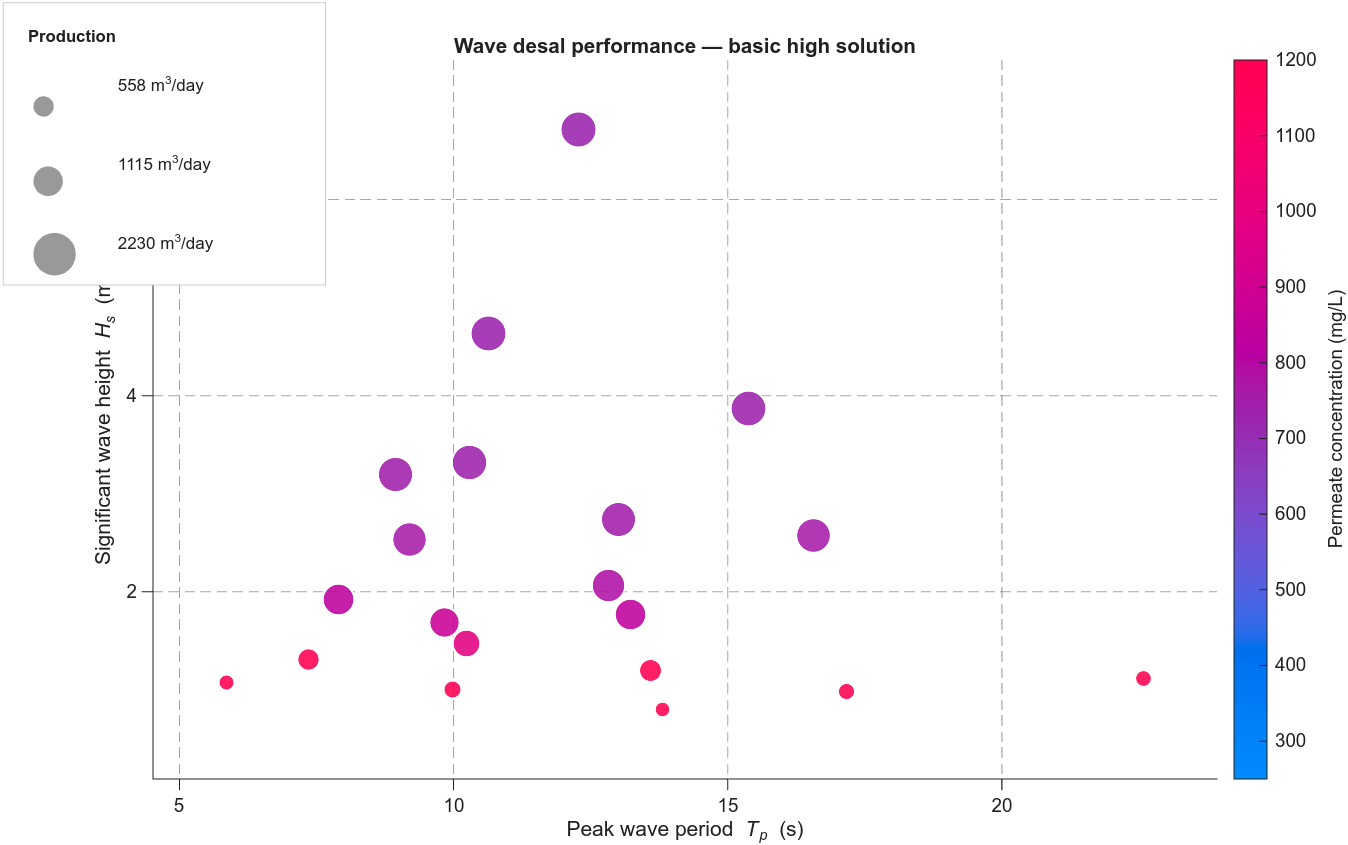 Production
558 m³/day
1115 m³/day
2230 m³/day
Wave desal performance — basic high solution
Significant wave height Hₛ (m
4
2
5
10
15
20
Peak wave period Tₚ (s)
1200
1100
1000
900
800
700
600
500
400
300
Permeate concentration (mg/L)